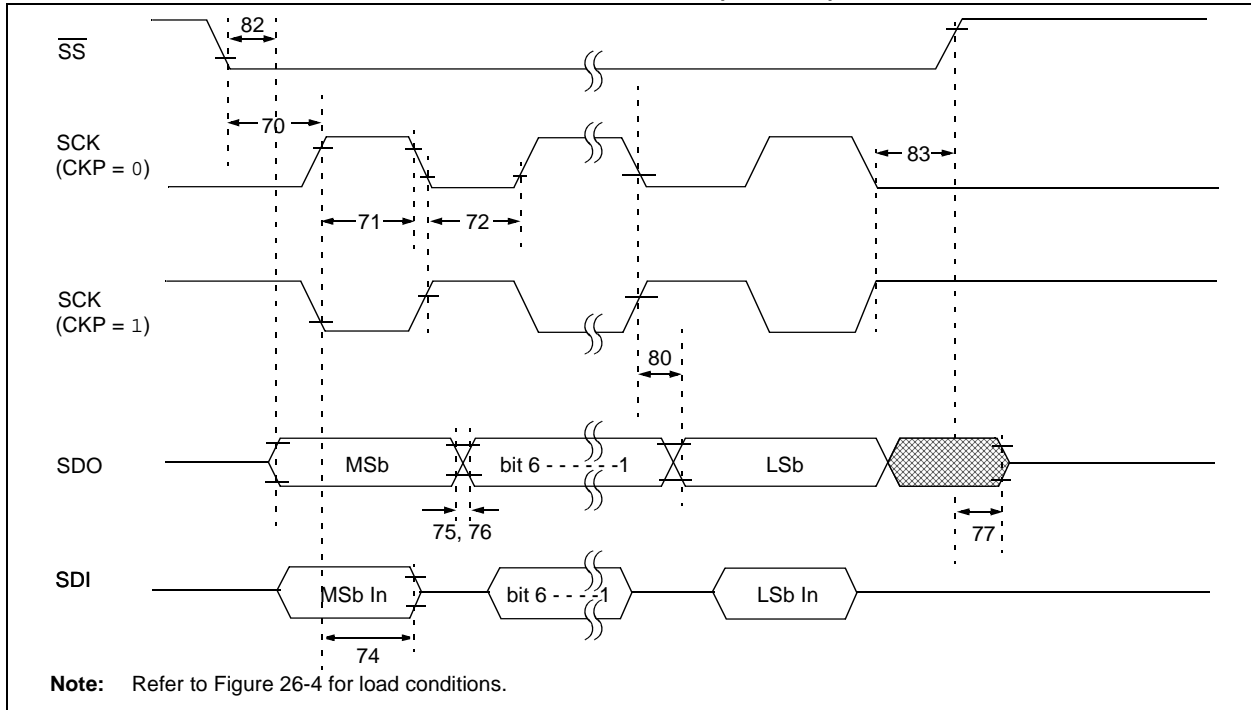 82
SS
70
SCK
(CKP = 0)
83
71
72
SCK
(CKP = 1)
80
SDO
MSb
bit 6 - - - - - -1
LSb
75, 76
77
SDI
MSb In
bit 6 - - - -1
LSb In
74
Note: Refer to Figure 26-4 for load conditions.